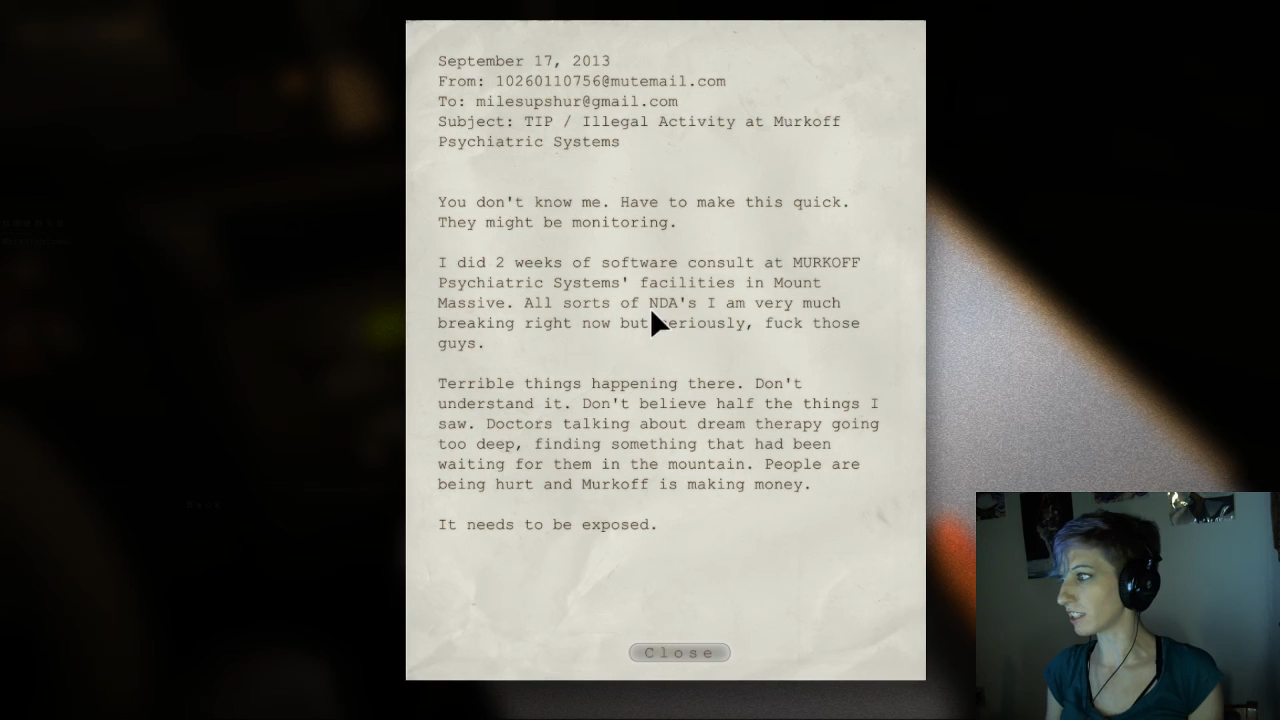 September 17, 2013
From: 10260110756@mutemail.com
To: milesupshur@gmail.com
Subject: TIP / Illegal Activity at Murkoff
Psychiatric Systems
You don't know me. Have to make this quick.
They might be monitoring.
I did 2 weeks of software consult at MURKOFF
Psychiatric Systems' facilities in Mount
Massive. All sorts of NDA's I am very much
breaking right now but seriously, fuck those
guys.
Terrible things happening there. Don't
understand it. Don't believe half the things I
saw. Doctors talking about dream therapy going
too deep, finding something that had been
waiting for them in the mountain. People are
being hurt and Murkoff is making money.
It needs to be exposed.
Close